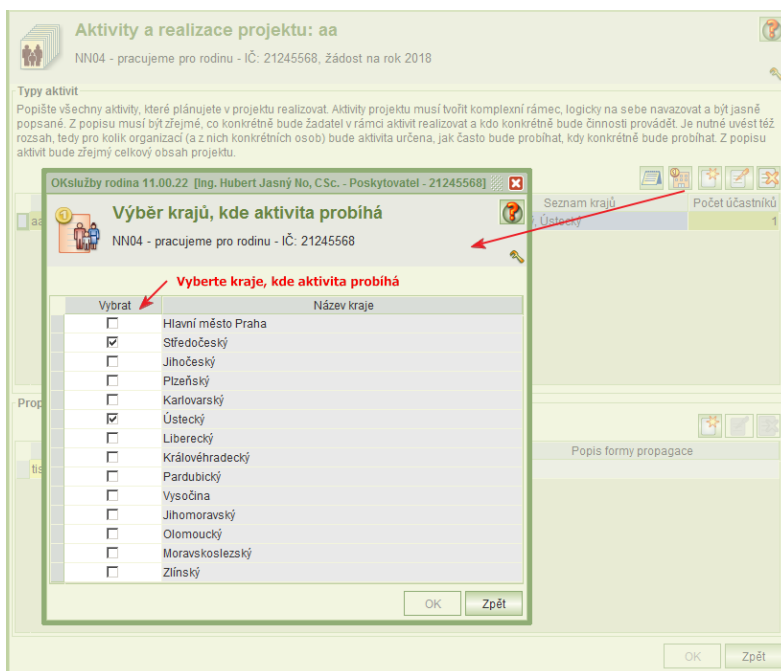 Aktivity a realizace projektu: aa
NN04 - pracujeme pro rodinu - IČ: 21245568, žádost na rok 2018
Typy aktivit
Popište všechny aktivity, které plánujete v projektu realizovat. Aktivity projektu musí tvořit komplexní rámec, logicky na sebe navazovat a být jasně
popsané. Z popisu musí být zřejmé, co konkrétně bude žadatel v rámci aktivit realizovat a kdo konkrétně bude činnosti provádět. Je nutné uvést též
rozsah, tedy pro kolik organizací (a z nich konkrétních osob) bude aktivita určena, jak často bude probíhat, kdy konkrétně bude probíhat. Z popisu
aktivit bude zřejmý celkový obsah projektu.
Seznam krajů Počet účastníků
aa Ústecký 1
OKslužby rodina 11.00.22 [Ing. Hubert Jasný No, CSc. - Poskytovatel - 21245568]
Výběr krajů, kde aktivita probíhá
NN04 - pracujeme pro rodinu - IČ: 21245568
Vyberte kraje, kde aktivita probíhá
Vybrat Název kraje
Hlavní město Praha
Středočeský
Jihočeský
Plzeňský
Karlovarský
Ústecký
Liberecký
Královéhradecký
Pardubický
Vysočina
Jihomoravský
Olomoucký
Moravskoslezský
Zlínský
OK Zpět
Prop
Popis formy propagace
tis
OK Zpět